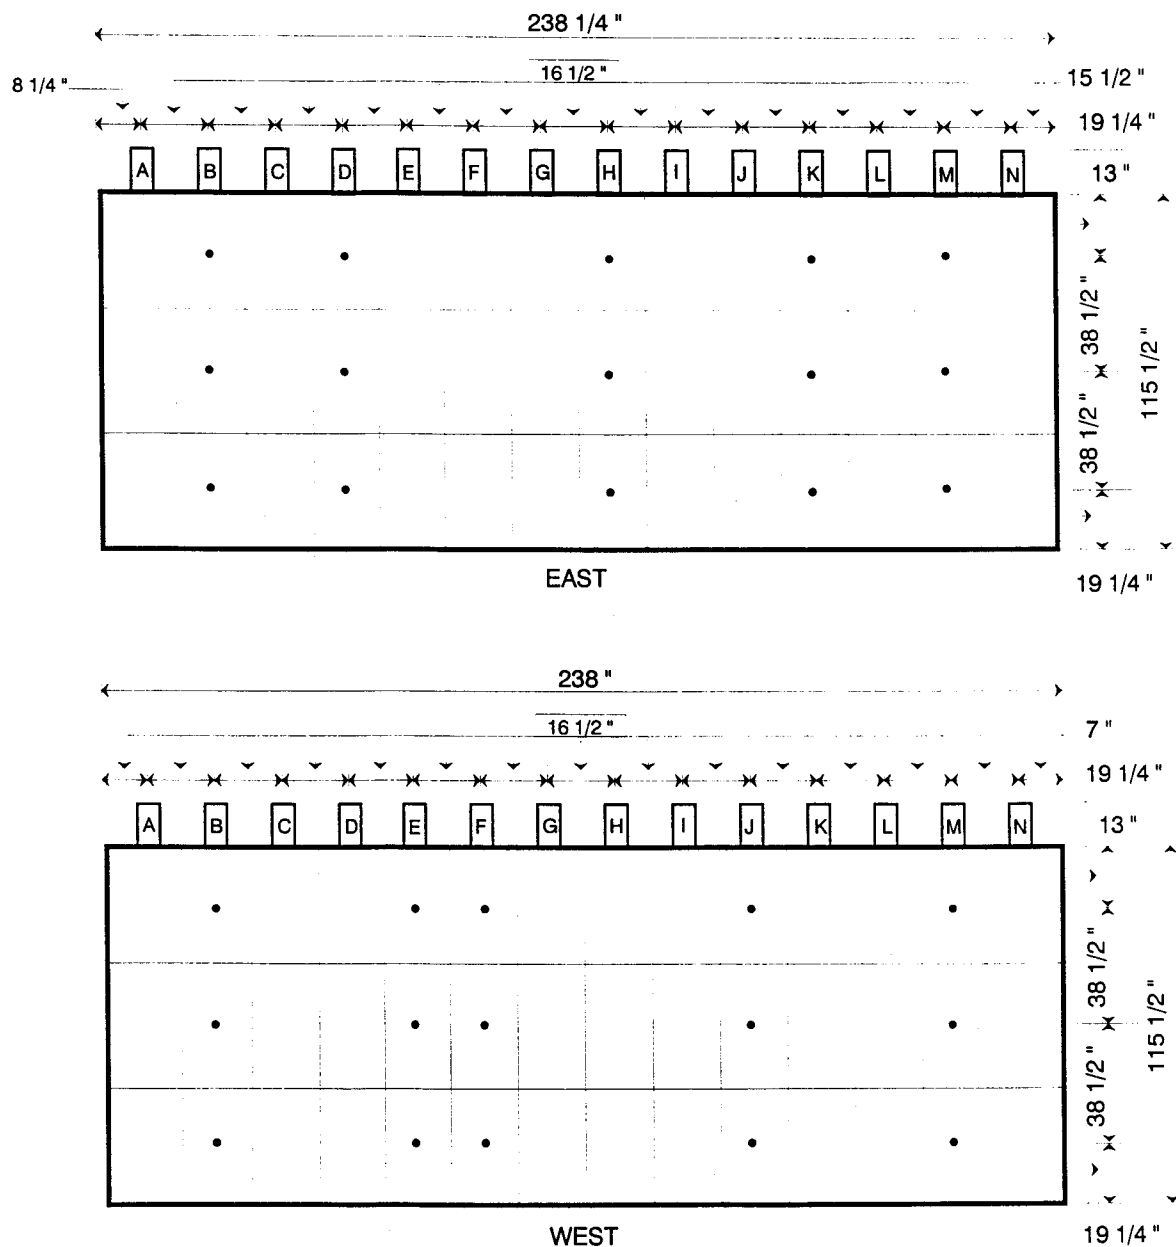 238 1/4 "
16 1/2 "
15 1/2 "
8 1/4 "
19 1/4 "
A B C D E F G H I J K L M N
13 "
38 1/2 "
38 1/2 "
115 1/2 "
EAST
19 1/4 "
238 "
16 1/2 "
7 "
19 1/4 "
A B C D E F G H I J K L M N
13 "
38 1/2 "
38 1/2 "
115 1/2 "
WEST
19 1/4 "